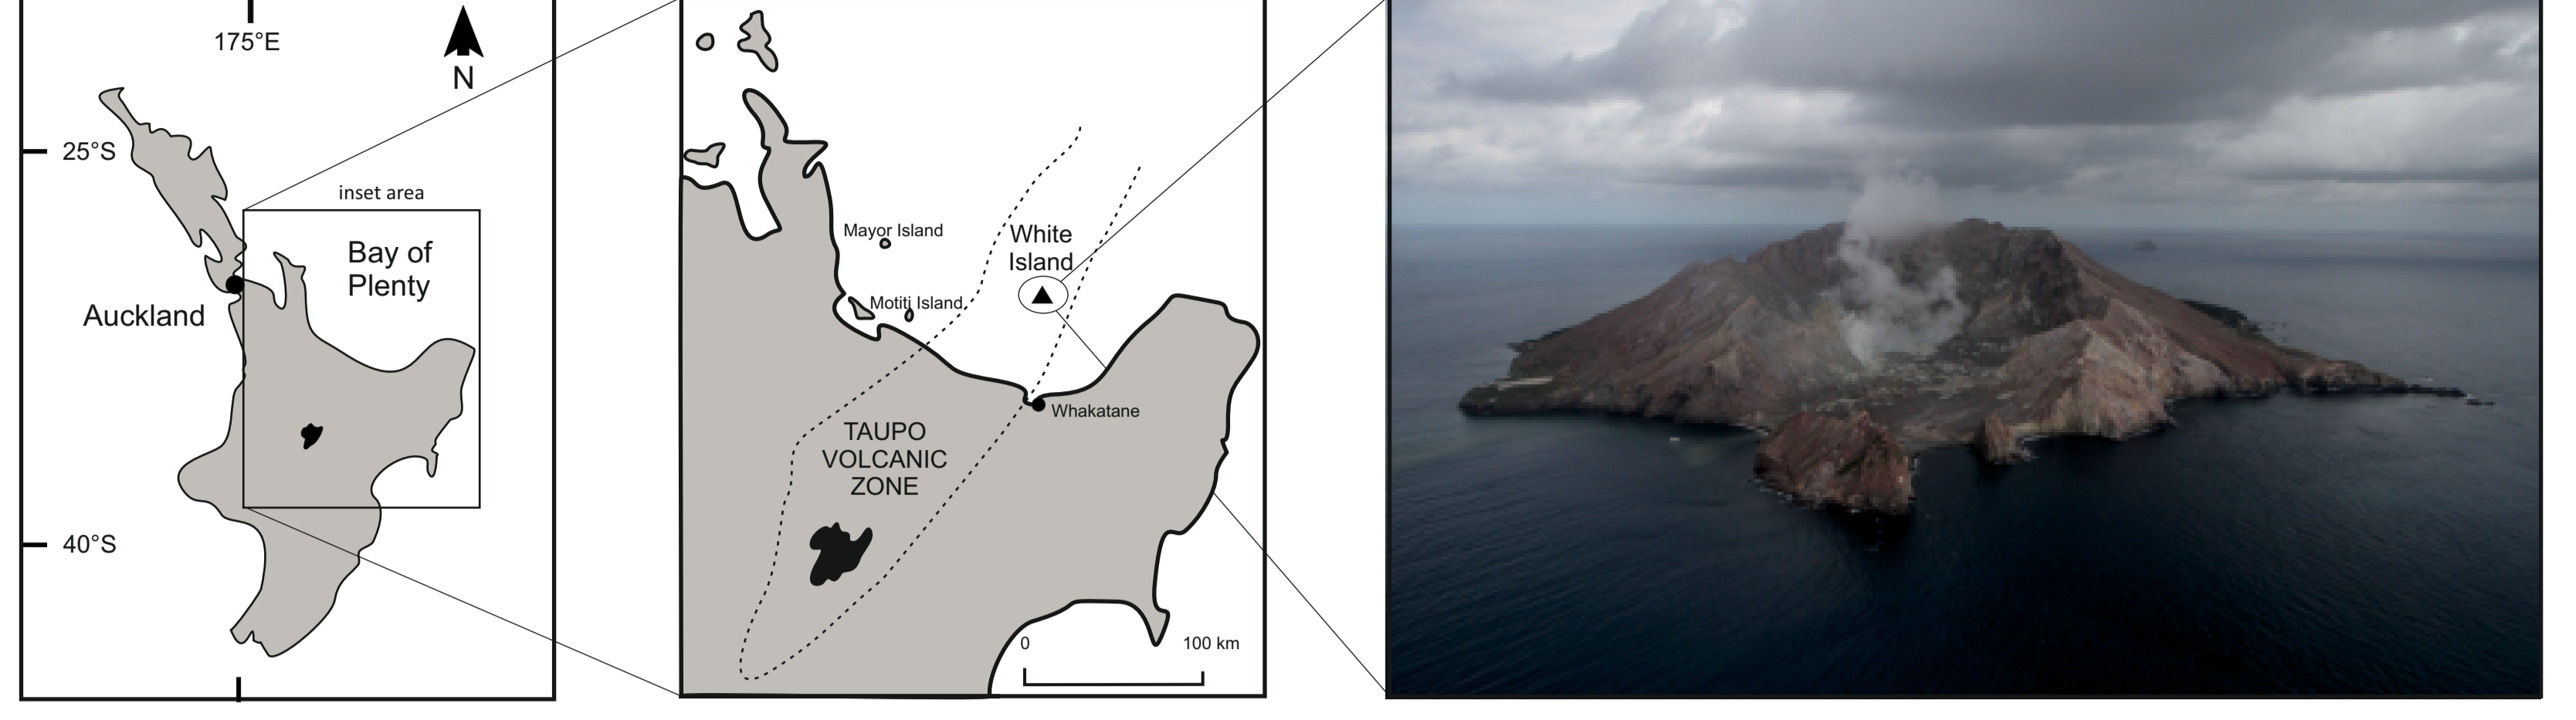 175°E
N
25°S
inset area
Bay of
Plenty
Auckland
40°S
Mayor Island
White
Island
Motiti Island
Whakatane
TAUPO
VOLCANIC
ZONE
0
100 km